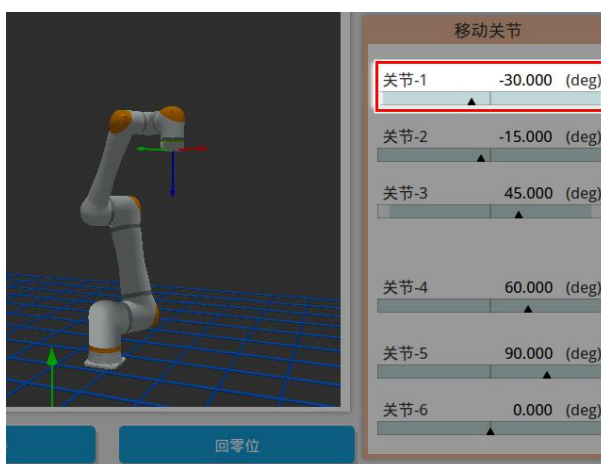 移动关节
关节-1 -30.000 (deg)
关节-2 -15.000 (deg)
关节-3 45.000 (deg)
关节-4 60.000 (deg)
关节-5 90.000 (deg)
关节-6 0.000 (deg)
回零位